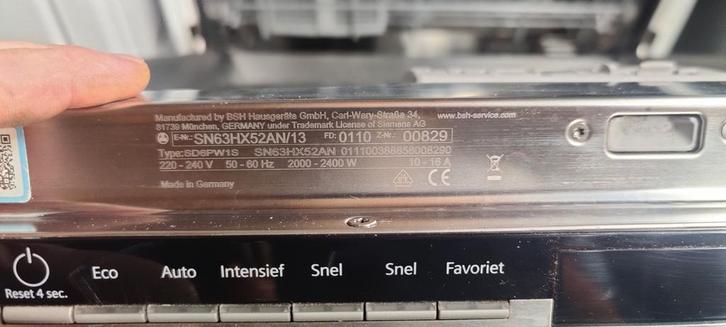 Manufactured by BSH Hausgeräte GmbH, Carl-Wery-Straße 34,
81739 München, GERMANY under Trademark License of Siemens AG
www.bsh-service.com
E-Nr.: SN63HX52AN/13 FD: 0110 Z-Nr. 00829
Type:SD6PW1S SN63HX52AN 011100368858008290
220 - 240 V 50 - 60 Hz 2000 - 2400 W 10 - 16 A
CE
Made in Germany
Eco Auto Intensief Snel Snel Favoriet
Reset 4 sec.